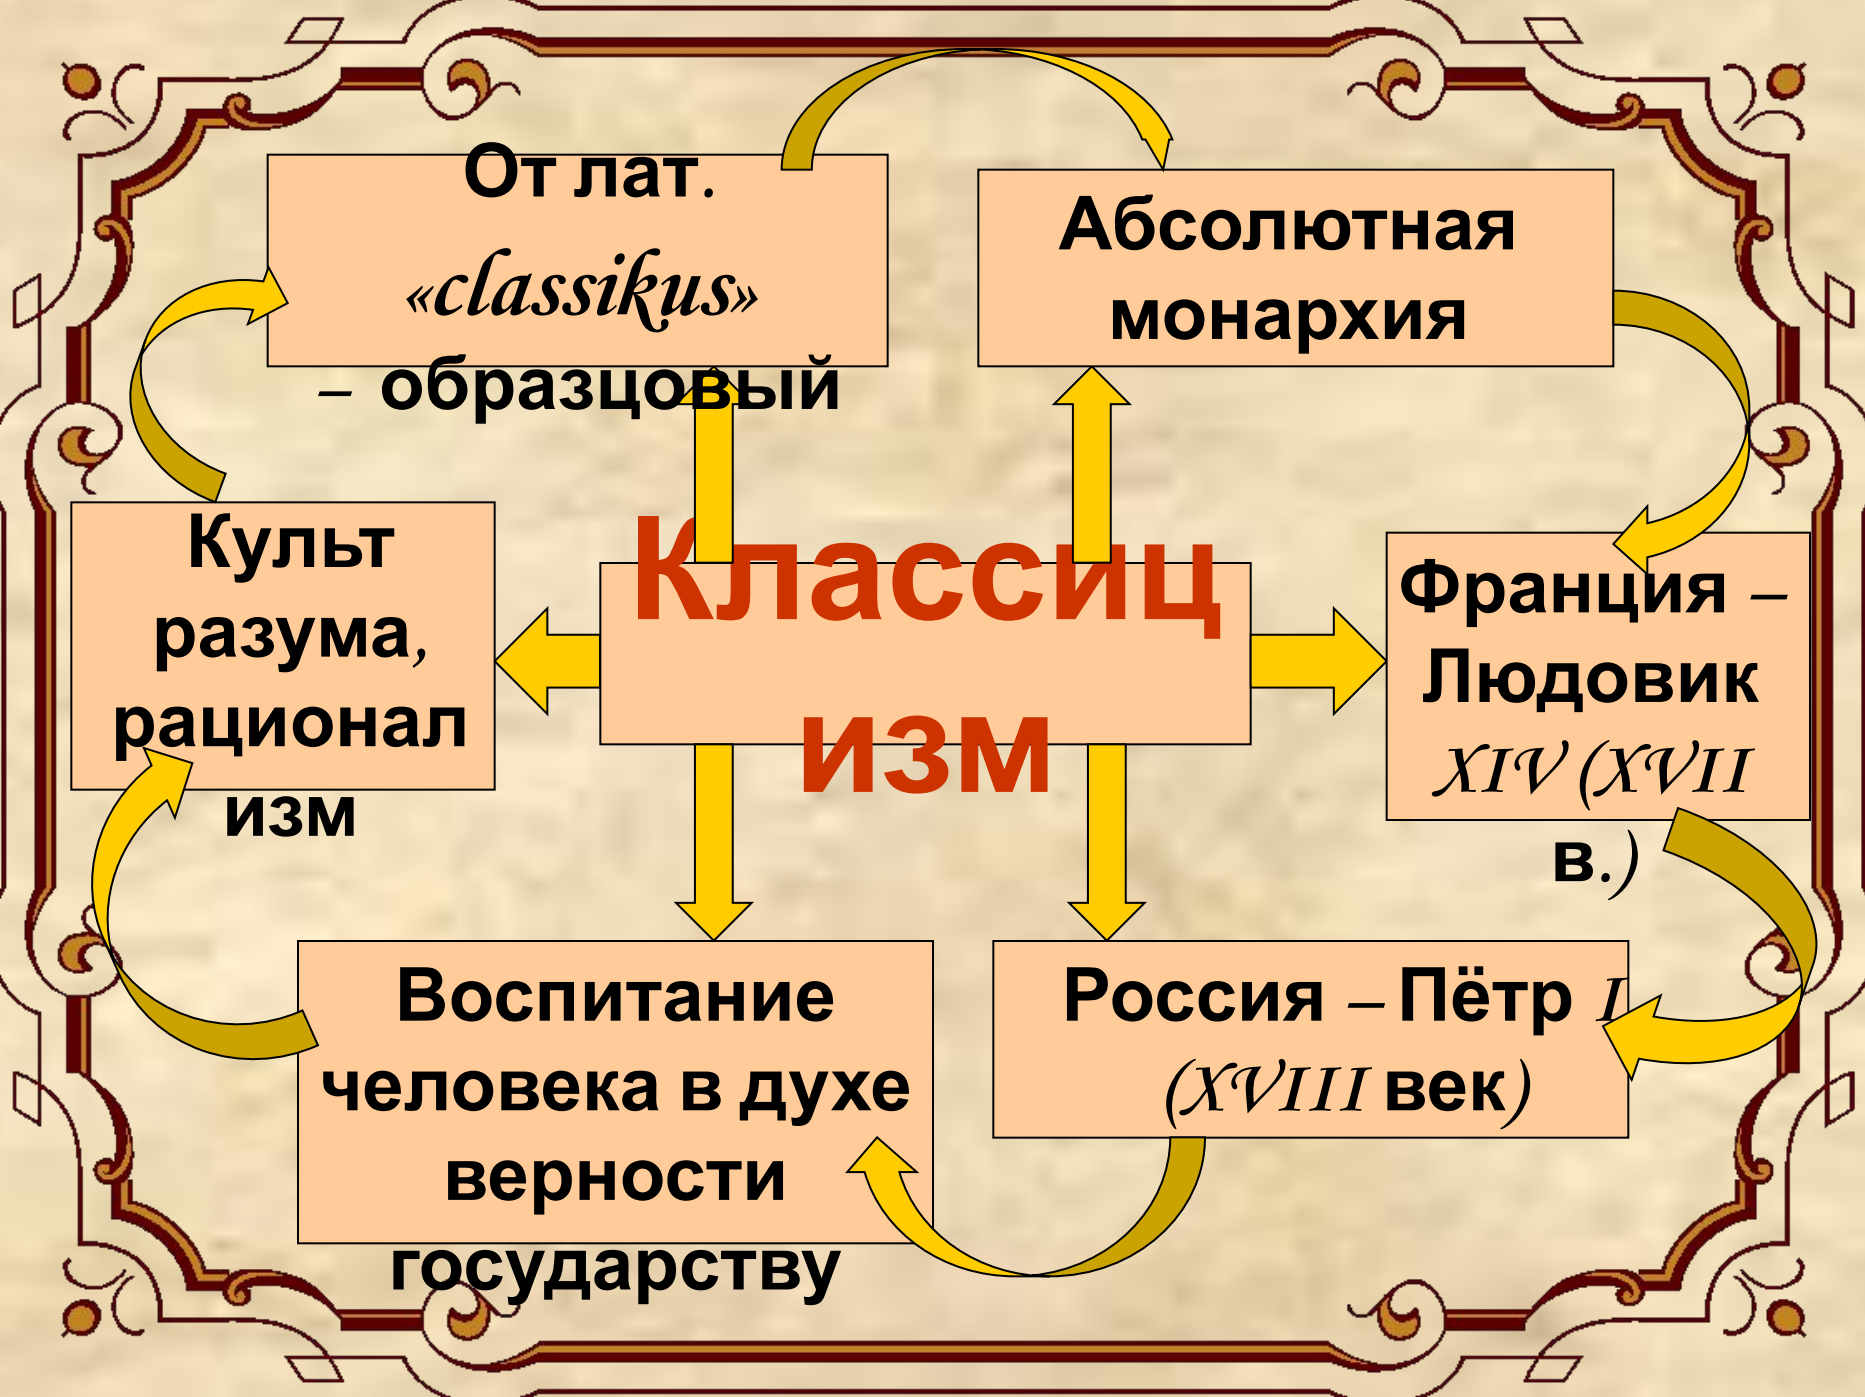 От лат.
«classikus»
– образцовый
Абсолютная
монархия
Культ
разума,
рационал
изм
Классиц
изм
Франция –
Людовик
XIV (XVII
в.)
Воспитание
человека в духе
верности
государству
Россия – Пётр I
(XVIII век)